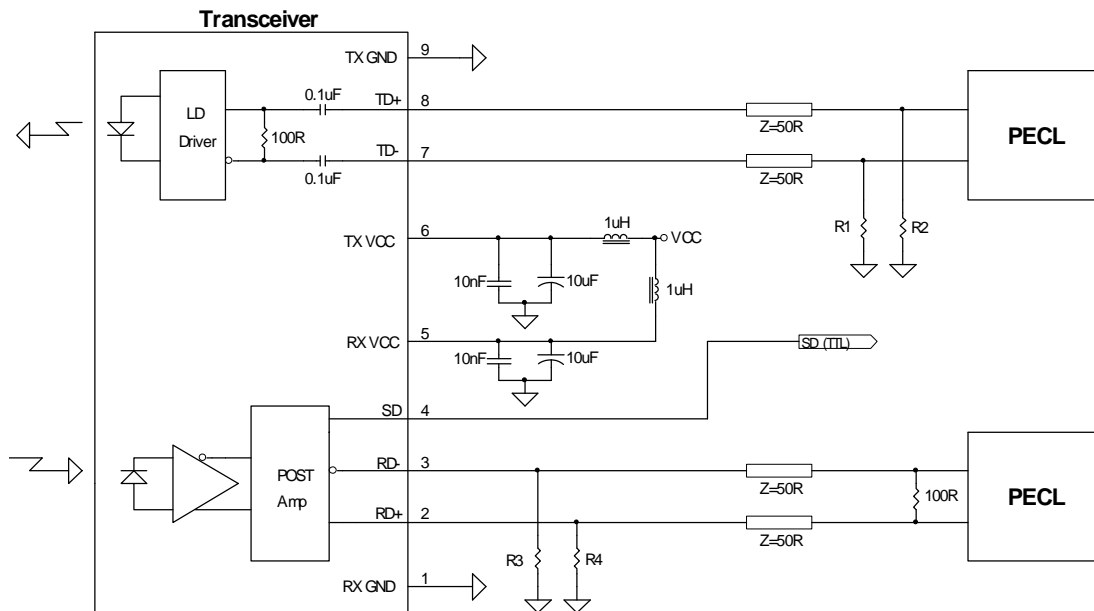 Transceiver
TX GND 9
0.1uF TD+ 8
LD
Driver
100R
Z=50R
PECL
TD- 7
0.1uF
Z=50R
R1 R2
1uH
TX VCC 6
VCC
10nF 10uF
1uH
RX VCC 5
SD (TTL)
10nF 10uF
SD 4
RD- 3
POST
Amp
Z=50R
100R
PECL
RD+ 2
Z=50R
R3 R4
RX GND 1